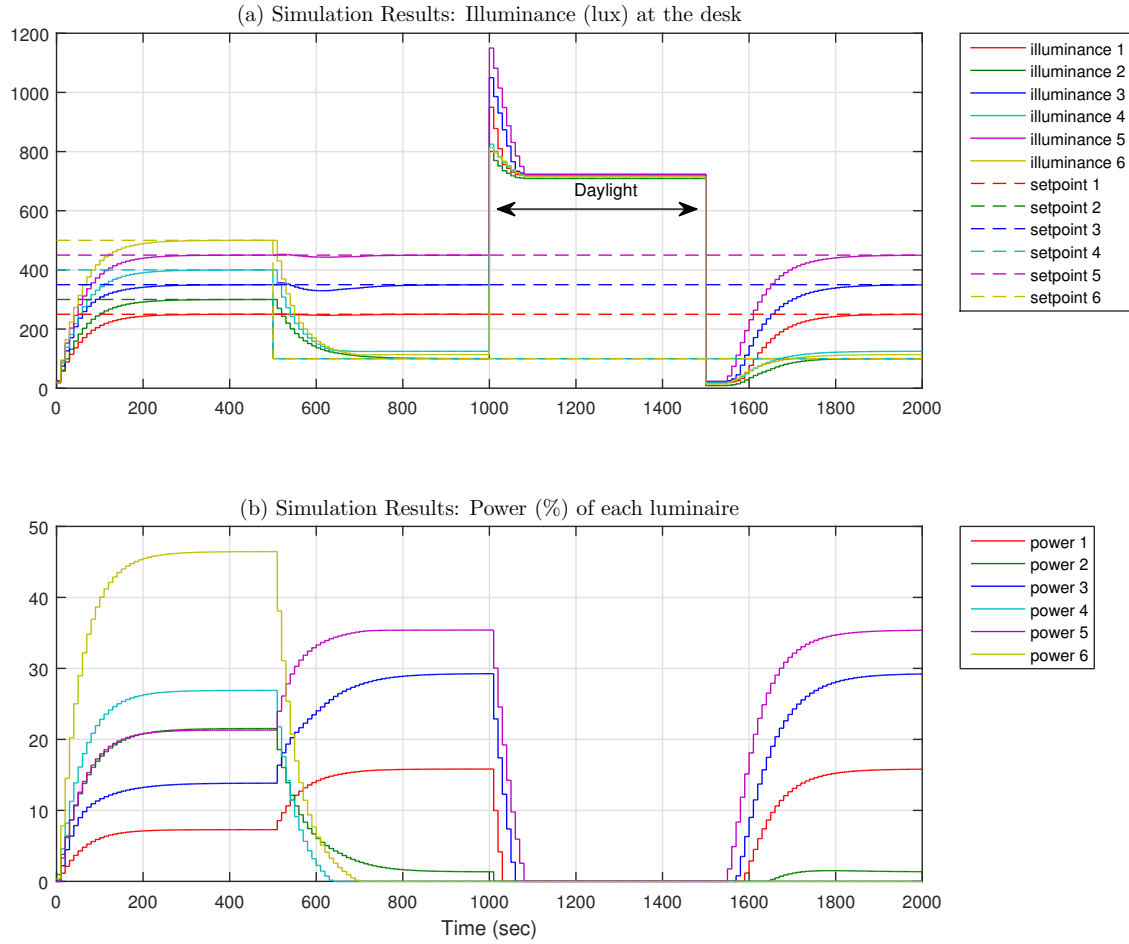 (a) Simulation Results: Illuminance (lux) at the desk
1200
1000
800
600
400
200
0
0 200 400 600 800 1000 1200 1400 1600 1800 2000
Daylight
illuminance 1
illuminance 2
illuminance 3
illuminance 4
illuminance 5
illuminance 6
setpoint 1
setpoint 2
setpoint 3
setpoint 4
setpoint 5
setpoint 6
(b) Simulation Results: Power (%) of each luminaire
50
40
30
20
10
0
0 200 400 600 800 1000 1200 1400 1600 1800 2000
Time (sec)
power 1
power 2
power 3
power 4
power 5
power 6